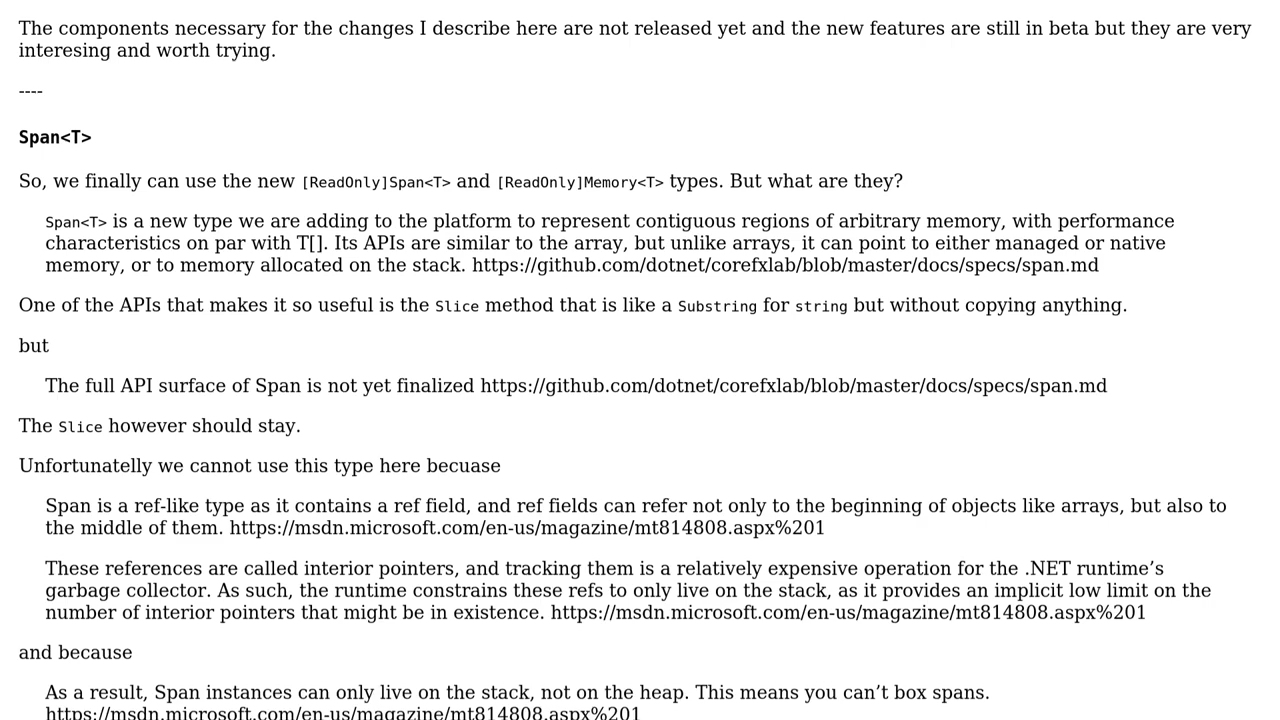 The components necessary for the changes I describe here are not released yet and the new features are still in beta but they are very
interesing and worth trying.
----
Span<T>
So, we finally can use the new [ReadOnly]Span<T> and [ReadOnly]Memory<T> types. But what are they?
Span<T> is a new type we are adding to the platform to represent contiguous regions of arbitrary memory, with performance
characteristics on par with T[]. Its APIs are similar to the array, but unlike arrays, it can point to either managed or native
memory, or to memory allocated on the stack. https://github.com/dotnet/corefxlab/blob/master/docs/specs/span.md
One of the APIs that makes it so useful is the Slice method that is like a Substring for string but without copying anything.
but
The full API surface of Span is not yet finalized https://github.com/dotnet/corefxlab/blob/master/docs/specs/span.md
The Slice however should stay.
Unfortunatelly we cannot use this type here becuase
Span is a ref-like type as it contains a ref field, and ref fields can refer not only to the beginning of objects like arrays, but also to
the middle of them. https://msdn.microsoft.com/en-us/magazine/mt814808.aspx%201
These references are called interior pointers, and tracking them is a relatively expensive operation for the .NET runtime’s
garbage collector. As such, the runtime constrains these refs to only live on the stack, as it provides an implicit low limit on the
number of interior pointers that might be in existence. https://msdn.microsoft.com/en-us/magazine/mt814808.aspx%201
and because
As a result, Span instances can only live on the stack, not on the heap. This means you can’t box spans.
https://msdn.microsoft.com/en-us/magazine/mt814808.aspx%201